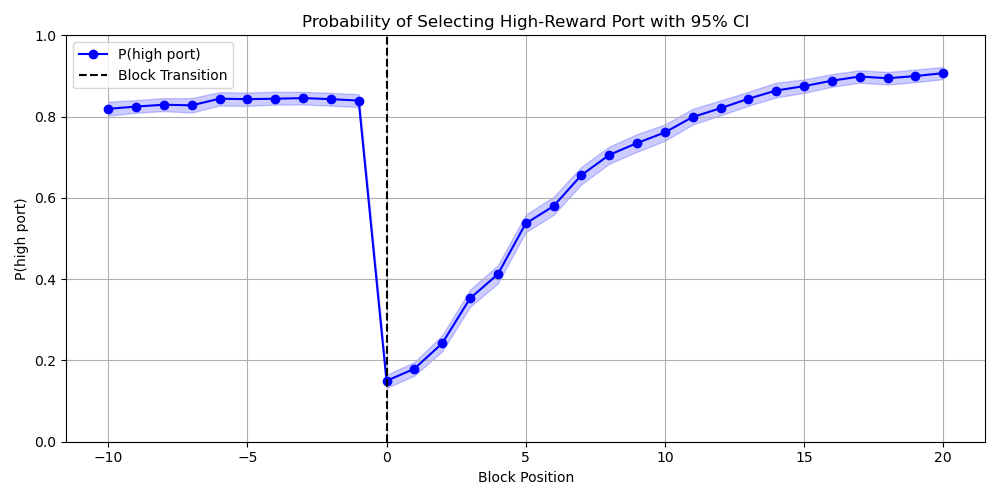 Probability of Selecting High-Reward Port with 95% CI
P(high port)
Block Transition
1.0
0.8
0.6
0.4
0.2
0.0
P(high port)
−10
−5
0
5
10
15
20
Block Position